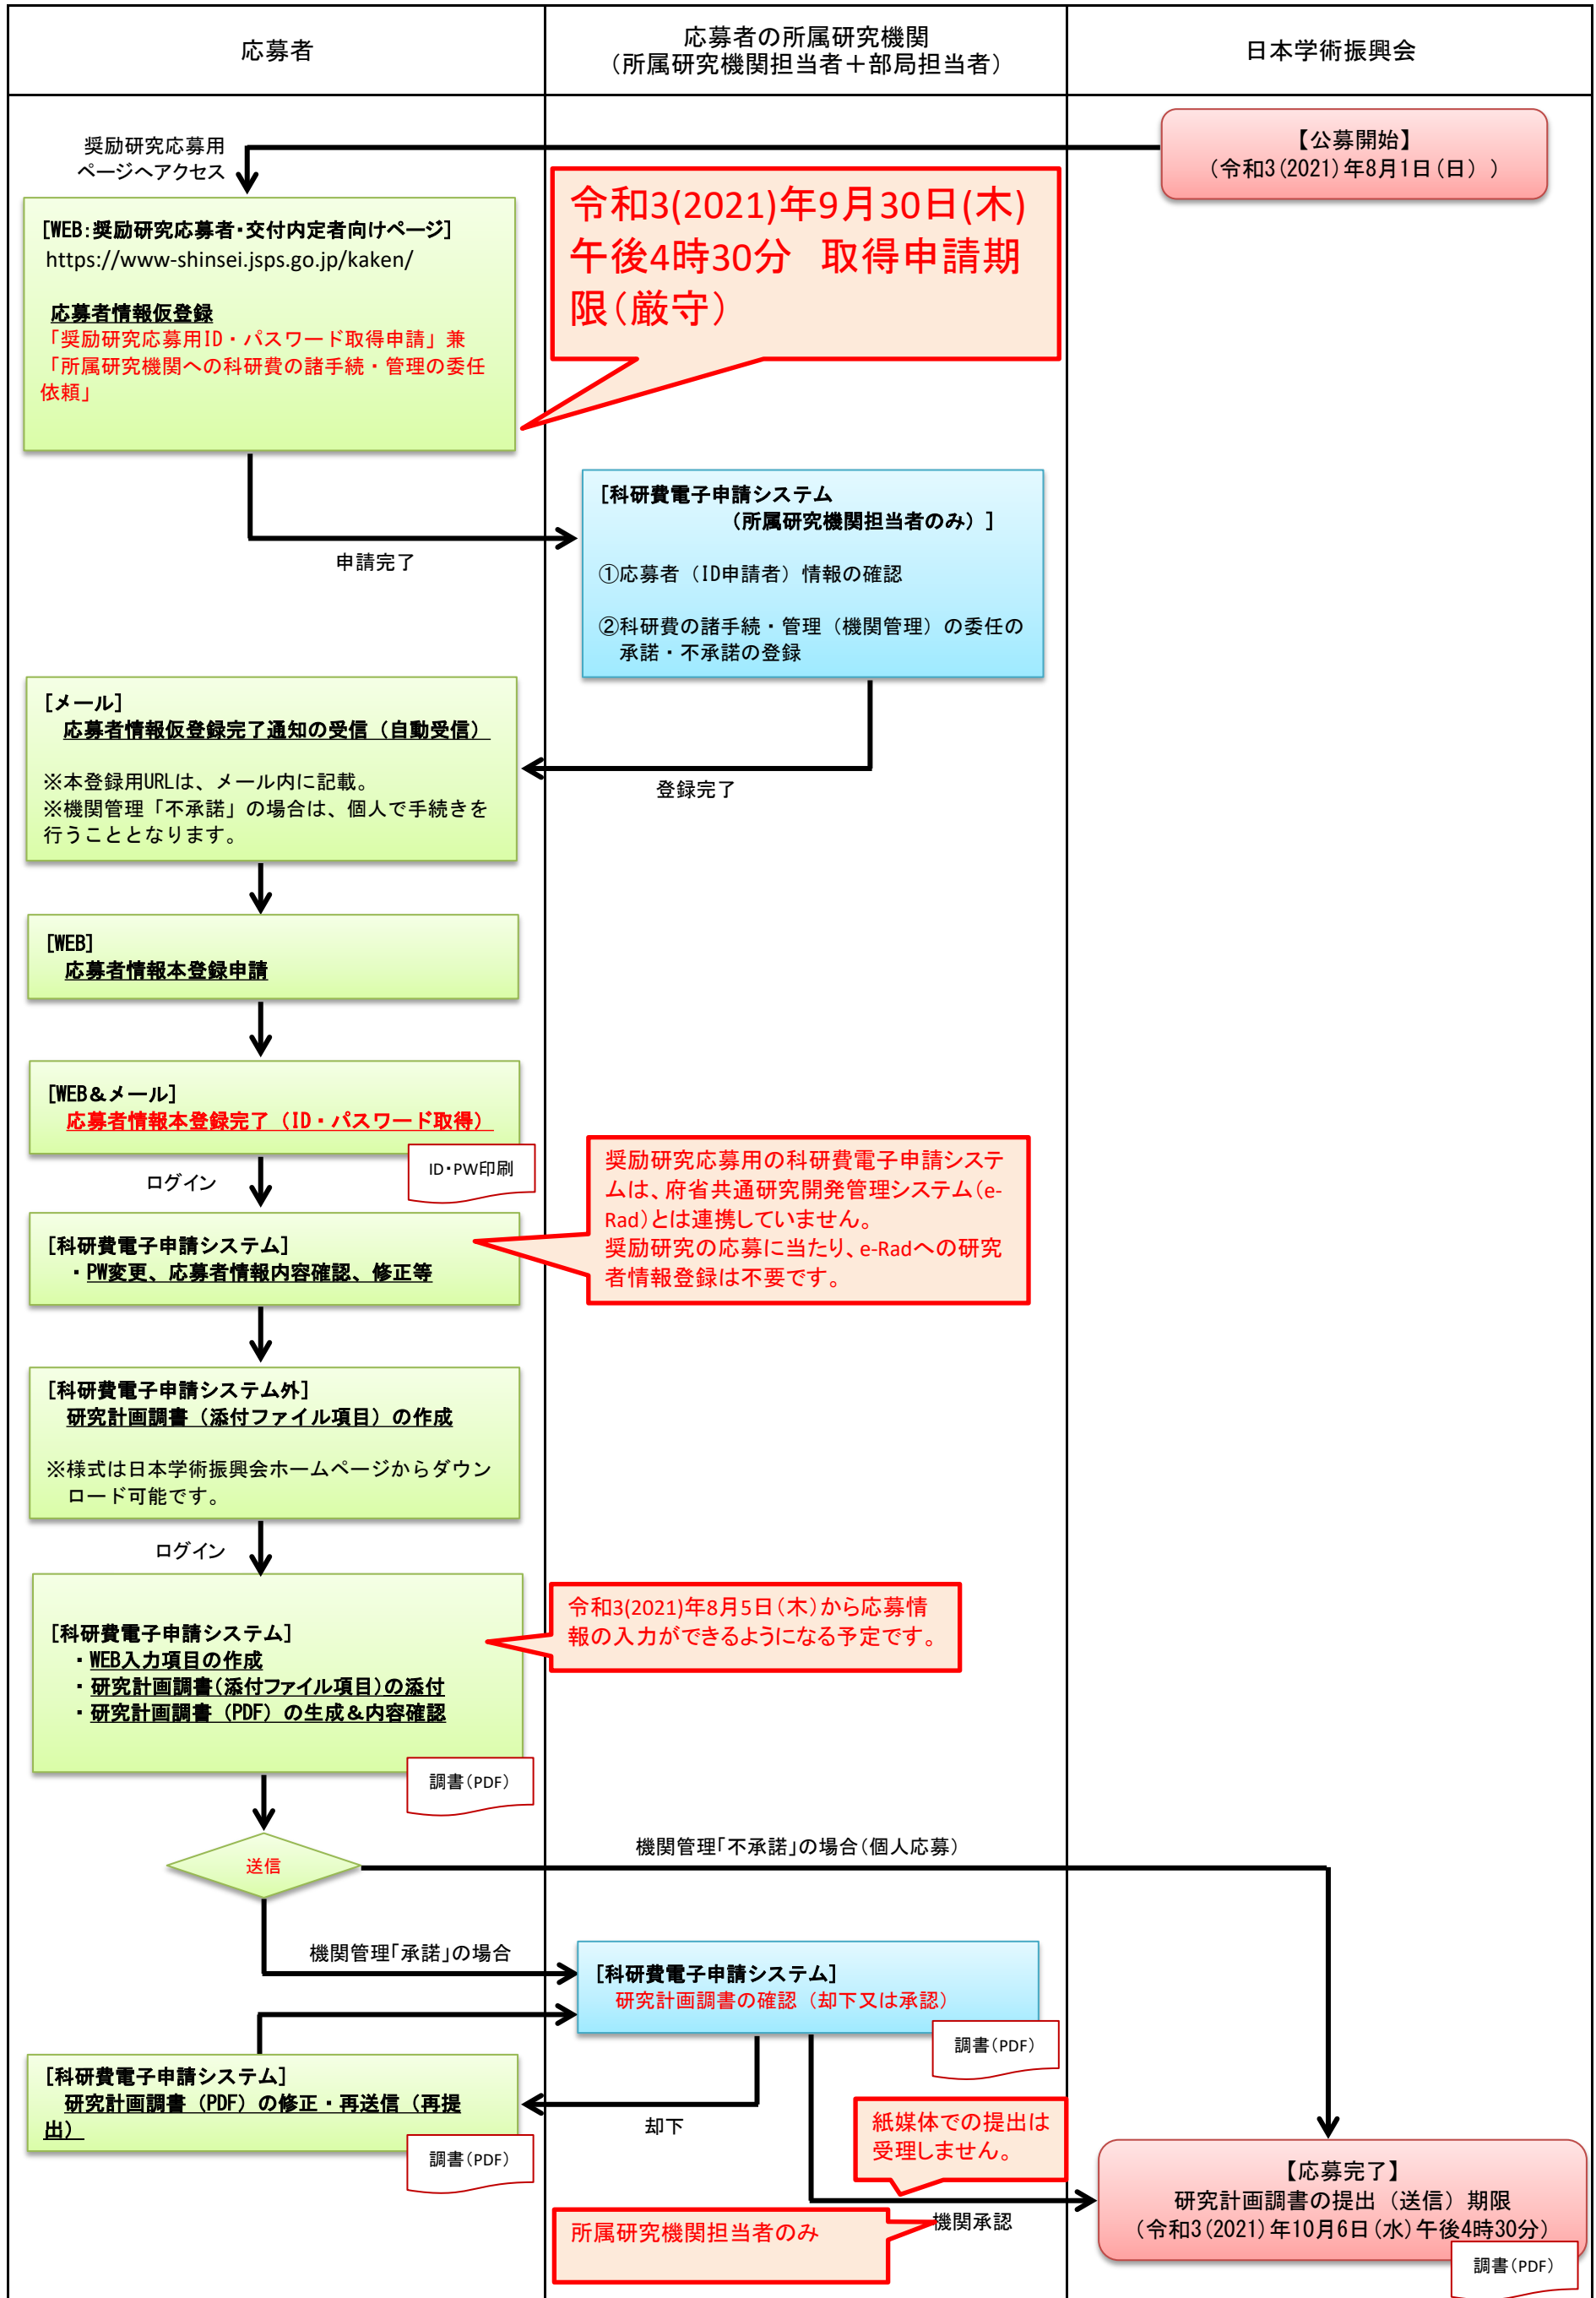 応募者
応募者の所属研究機関
（所属研究機関担当者＋部局担当者）
日本学術振興会
【公募開始】
（令和3(2021)年8月1日(日））
奨励研究応募用
ページへアクセス
[WEB:奨励研究応募者・交付内定者向けページ]
https://www-shinsei.jsps.go.jp/kaken/
応募者情報仮登録
「奨励研究応募用ID・パスワード取得申請」兼
「所属研究機関への科研費の諸手続・管理の委任
依頼」
令和3(2021)年9月30日(木)
午後4時30分　取得申請期
限（厳守）
[科研費電子申請システム
（所属研究機関担当者のみ）]
①応募者（ID申請者）情報の確認
②科研費の諸手続・管理（機関管理）の委任の
承諾・不承諾の登録
申請完了
[メール]
応募者情報仮登録完了通知の受信（自動受信）
※本登録用URLは、メール内に記載。
※機関管理「不承諾」の場合は、個人で手続きを
行うこととなります。
登録完了
[WEB]
応募者情報本登録申請
[WEB&メール]
応募者情報本登録完了（ID・パスワード取得）
ID・PW印刷
ログイン
奨励研究応募用の科研費電子申請システ
ムは、府省共通研究開発管理システム（e-
Rad）とは連携していません。
奨励研究の応募に当たり、e-Radへの研究
者情報登録は不要です。
[科研費電子申請システム]
・PW変更、応募者情報内容確認、修正等
[科研費電子申請システム外]
研究計画調書（添付ファイル項目）の作成
※様式は日本学術振興会ホームページからダウン
ロード可能です。
ログイン
令和3(2021)年8月5日（木）から応募情
報の入力ができるようになる予定です。
[科研費電子申請システム]
・WEB入力項目の作成
・研究計画調書(添付ファイル項目)の添付
・研究計画調書（PDF）の生成＆内容確認
調書（PDF）
送信
機関管理「不承諾」の場合（個人応募）
機関管理「承諾」の場合
[科研費電子申請システム]
研究計画調書の確認（却下又は承認）
調書（PDF）
[科研費電子申請システム]
研究計画調書（PDF）の修正・再送信（再提
出）
調書（PDF）
却下
紙媒体での提出は
受理しません。
機関承認
所属研究機関担当者のみ
【応募完了】
研究計画調書の提出（送信）期限
（令和3(2021)年10月6日(水)午後4時30分）
調書（PDF）